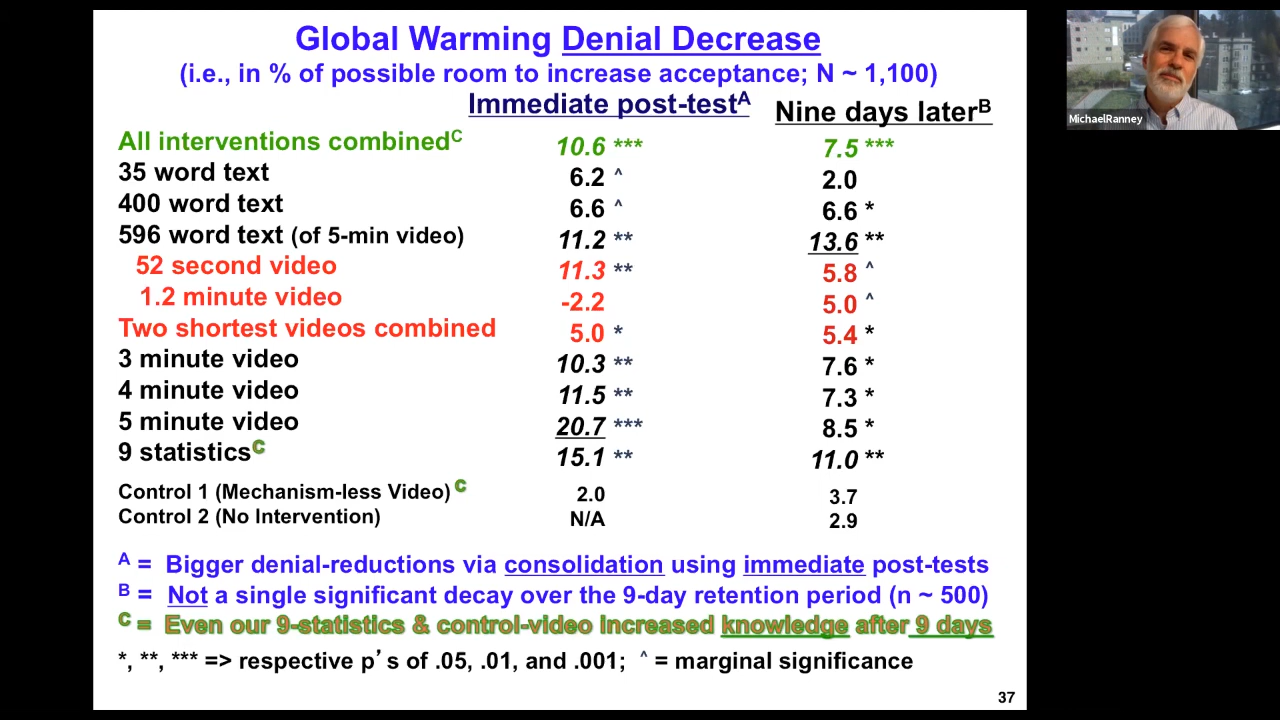 Global Warming Denial Decrease
(i.e., in % of possible room to increase acceptance; N ~ 1,100)
Immediate post-testA Nine days laterB
All interventions combinedC 10.6 *** 7.5 ***
35 word text 6.2 ^ 2.0
400 word text 6.6 ^ 6.6 *
596 word text (of 5-min video) 11.2 ** 13.6 **
52 second video 11.3 ** 5.8 ^
1.2 minute video -2.2 5.0 ^
Two shortest videos combined 5.0 * 5.4 *
3 minute video 10.3 ** 7.6 *
4 minute video 11.5 ** 7.3 *
5 minute video 20.7 *** 8.5 *
9 statisticsC 15.1 ** 11.0 **
Control 1 (Mechanism-less Video) C 2.0 3.7
Control 2 (No Intervention) N/A 2.9
A = Bigger denial-reductions via consolidation using immediate post-tests
B = Not a single significant decay over the 9-day retention period (n ~ 500)
C = Even our 9-statistics & control-video increased knowledge after 9 days
*, **, *** => respective p's of .05, .01, and .001; ^ = marginal significance
37
MichaelRanney